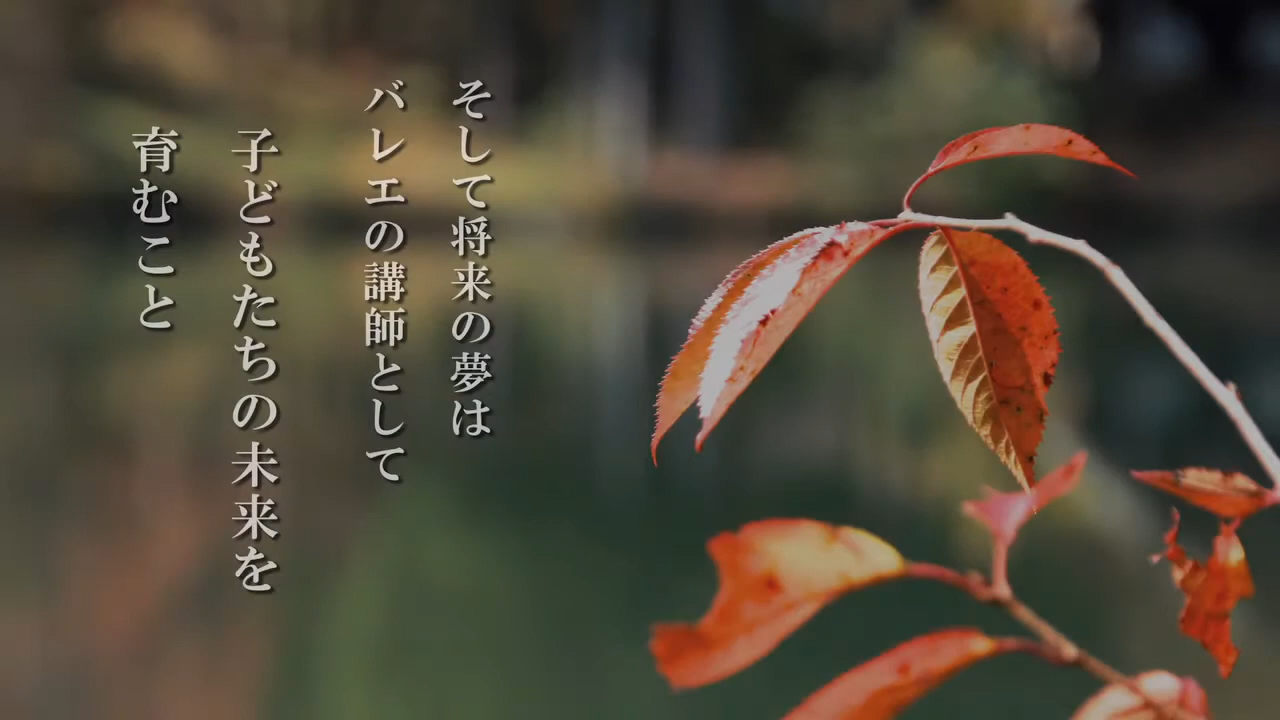 そして将来の夢は
バレエの講師として
子どもたちの未来を
育むこと